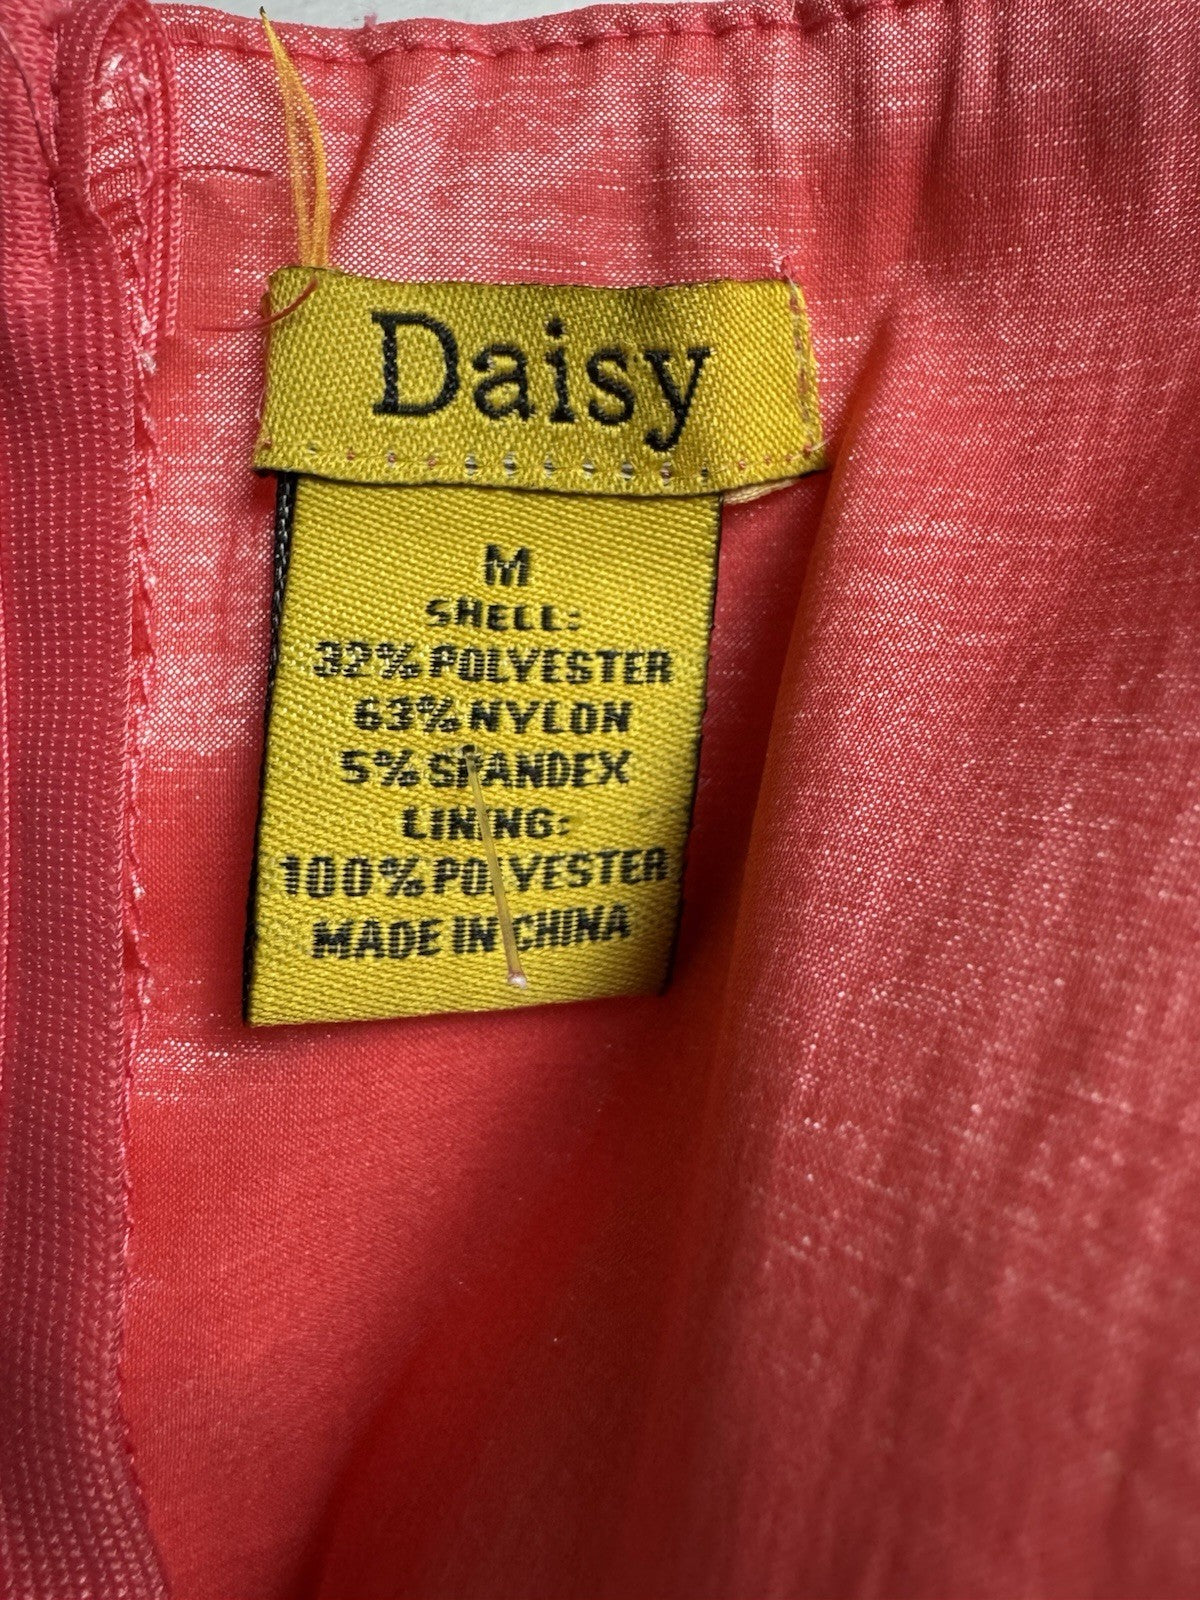 Daisy
M
SHELL:
32% POLYESTER
63% NYLON
5% SPANDEX
LINING:
100% POLYESTER
MADE IN CHINA